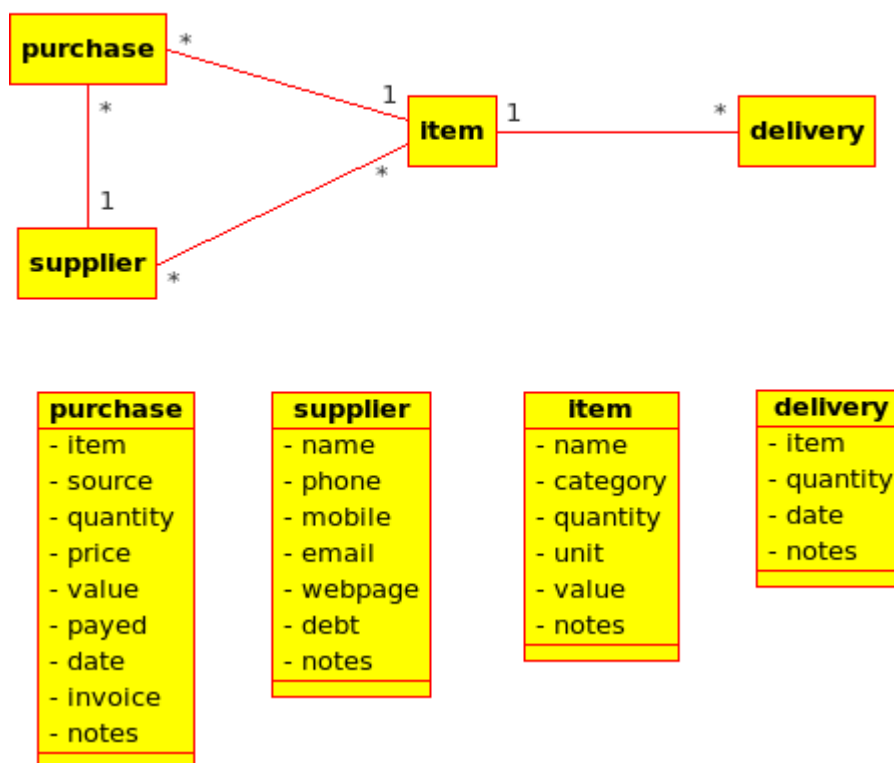 purchase
*
*
1
item
1
*
delivery
*
1
supplier
*
purchase
- item
- source
- quantity
- price
- value
- payed
- date
- invoice
- notes
supplier
- name
- phone
- mobile
- email
- webpage
- debt
- notes
item
- name
- category
- quantity
- unit
- value
- notes
delivery
- item
- quantity
- date
- notes